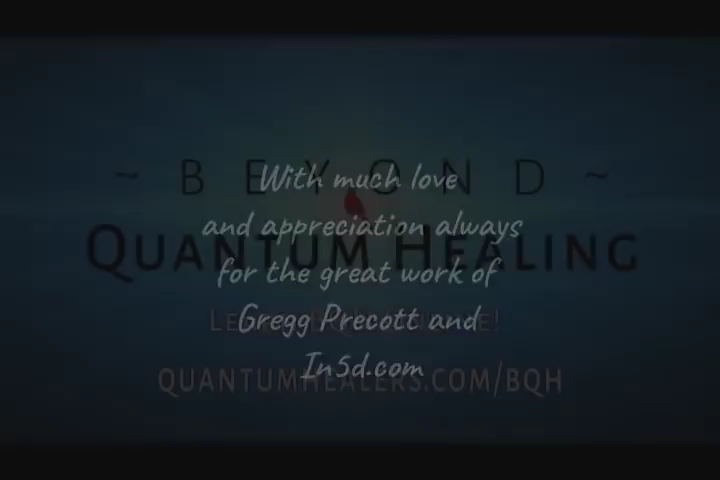 ~ BEYOND ~
QUANTUM HEALING
QUANTUMHEALERS.COM/BQH
With much love
and appreciation always
for the great work of
Gregg Precott and
In5d.com